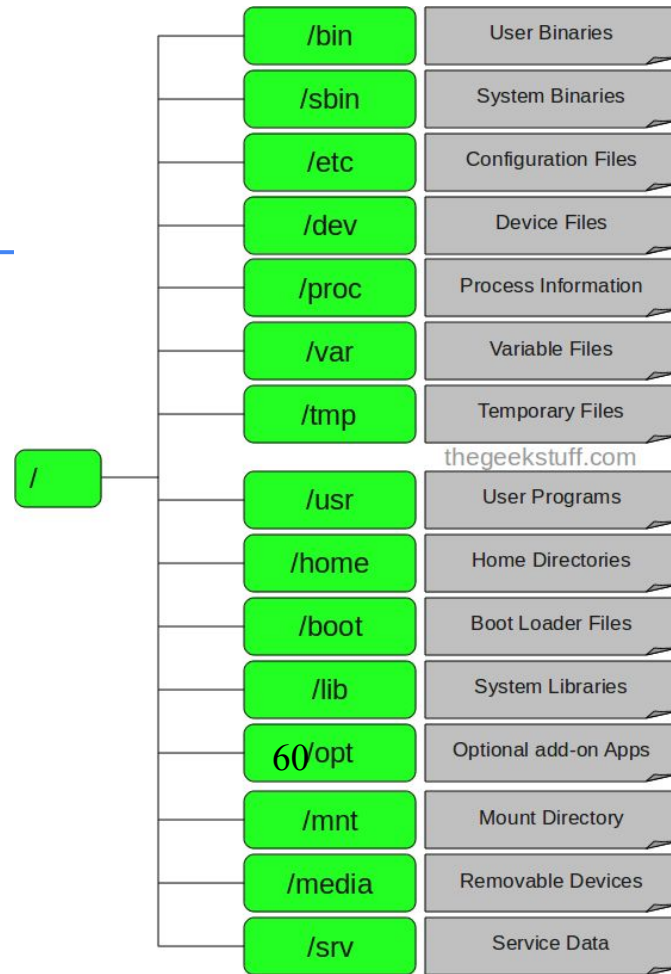 /bin User Binaries
/sbin System Binaries
/etc Configuration Files
/dev Device Files
/proc Process Information
/var Variable Files
/tmp Temporary Files
thegeekstuff.com
/
/usr User Programs
/home Home Directories
/boot Boot Loader Files
/lib System Libraries
60/opt Optional add-on Apps
/mnt Mount Directory
/media Removable Devices
/srv Service Data